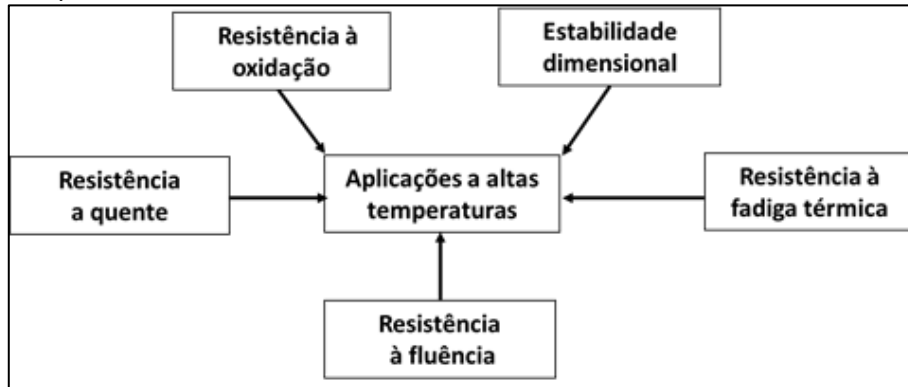 Resistência à
oxidação
Estabilidade
dimensional
Resistência
a quente
Aplicações a altas
temperaturas
Resistência à
fadiga térmica
Resistência
à fluência